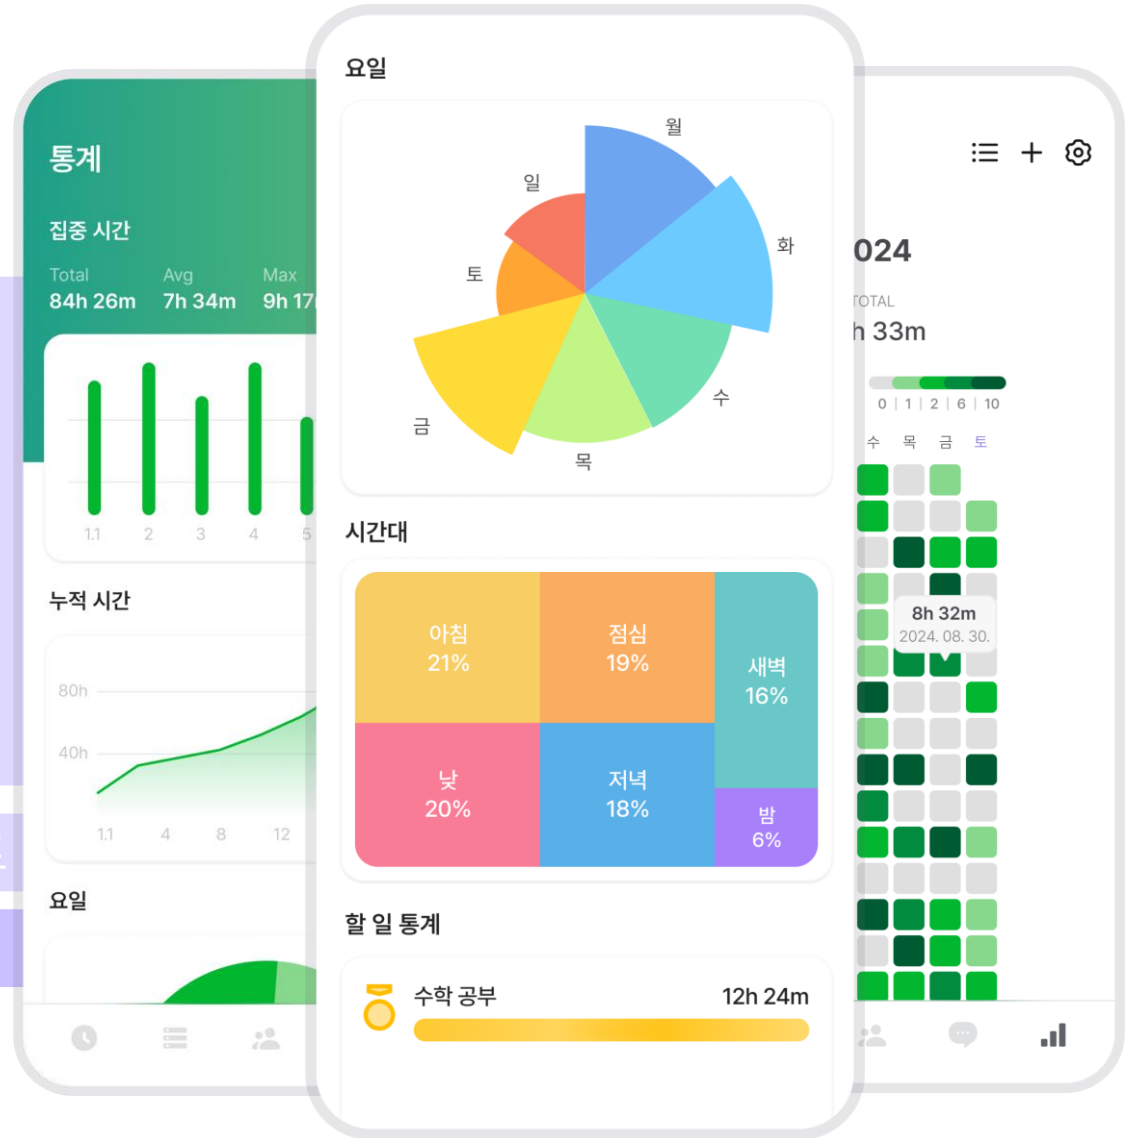 통계
집중 시간
Total Avg Max
84h 26m 7h 34m 9h 17
1.1 2 3 4 5
누적 시간
80h
40h
1.1 4 8 12
요일
요일
월
화
수
목
금
토
일
시간대
아침
21%
점심
19%
새벽
16%
낮
20%
저녁
18%
밤
6%
할 일 통계
수학 공부 12h 24m
024
TOTAL
h 33m
0 | 1 | 2 | 6 | 10
수 목 금 토
8h 32m
2024. 08. 30.